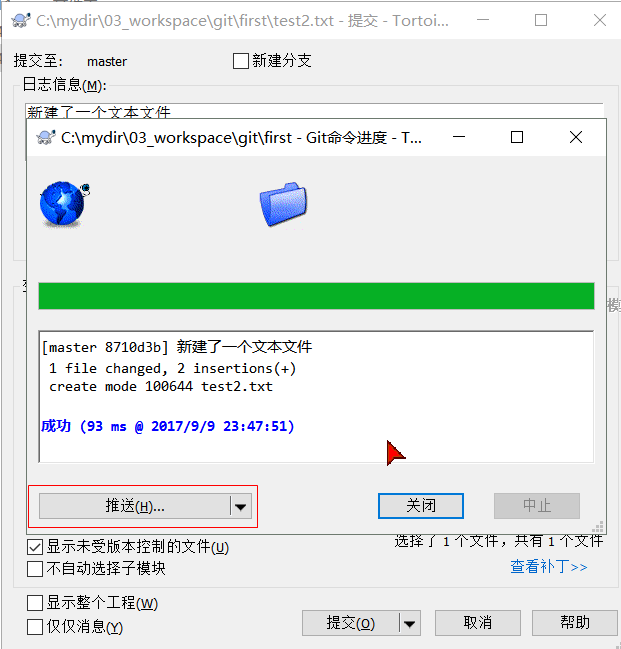 C:\mydir\03_workspace\git\first\test2.txt - 提交 - Tortoi...
提交至: master
新建分支
日志信息(M):
新建了一个文本文件
C:\mydir\03_workspace\git\first - Git命令进度 - T...
[master 8710d3b] 新建了一个文本文件
1 file changed, 2 insertions(+)
create mode 100644 test2.txt
成功 (93 ms @ 2017/9/9 23:47:51)
推送(H)...
关闭
中止
显示未受版本控制的文件(U)
选择了 1 个文件，共有 1 个文件
不自动选择子模块
查看补丁>>
显示整个工程(W)
仅仅消息(Y)
提交(O)
取消
帮助